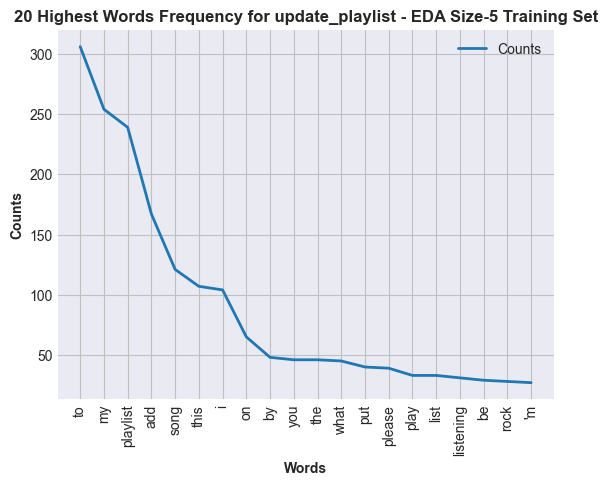 20 Highest Words Frequency for update_playlist - EDA Size-5 Training Set
Counts
300
250
200
150
100
50
Counts
to
my
playlist
add
song
this
i
on
by
you
the
what
put
please
play
list
listening
be
rock
'm
Words